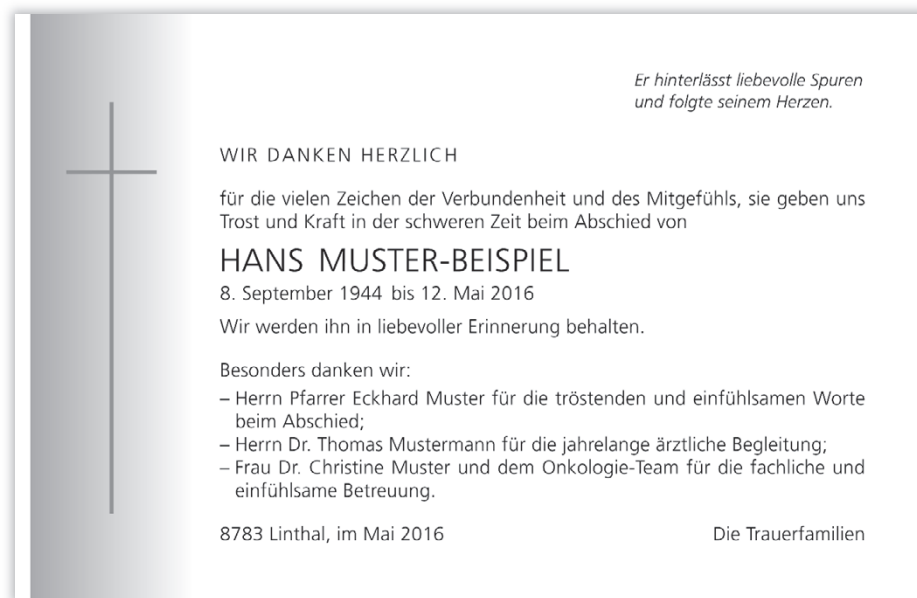 Er hinterlässt liebevolle Spuren
und folgte seinem Herzen.
WIR DANKEN HERZLICH
für die vielen Zeichen der Verbundenheit und des Mitgefühls, sie geben uns
Trost und Kraft in der schweren Zeit beim Abschied von
HANS MUSTER-BEISPIEL
8. September 1944 bis 12. Mai 2016
Wir werden ihn in liebevoller Erinnerung behalten.
Besonders danken wir:
– Herrn Pfarrer Eckhard Muster für die tröstenden und einfühlsamen Worte
beim Abschied;
– Herrn Dr. Thomas Mustermann für die jahrelange ärztliche Begleitung;
– Frau Dr. Christine Muster und dem Onkologie-Team für die fachliche und
einfühlsame Betreuung.
8783 Linthal, im Mai 2016 Die Trauerfamilien